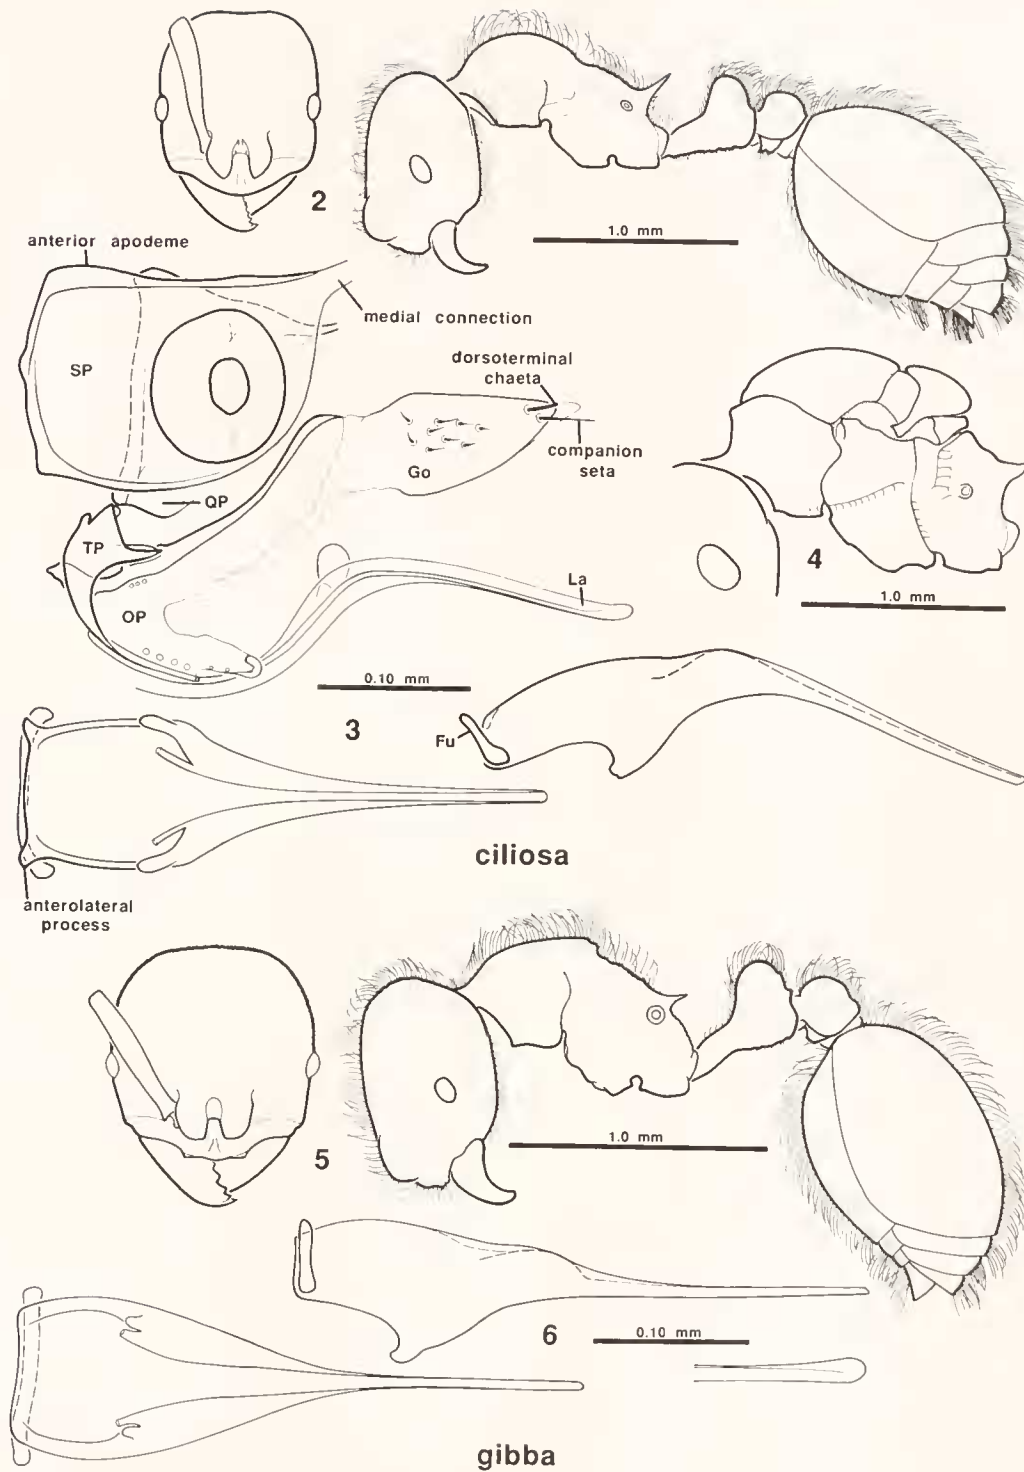 2
1.0 mm
anterior apodeme
medial connection
SP
dorsoterminal
chaeta
companion
seta
Go
QP
TP
4
1.0 mm
OP
La
0.10 mm
3
Fu
ciliosa
anterolateral
process
5
1.0 mm
6
0.10 mm
gibba